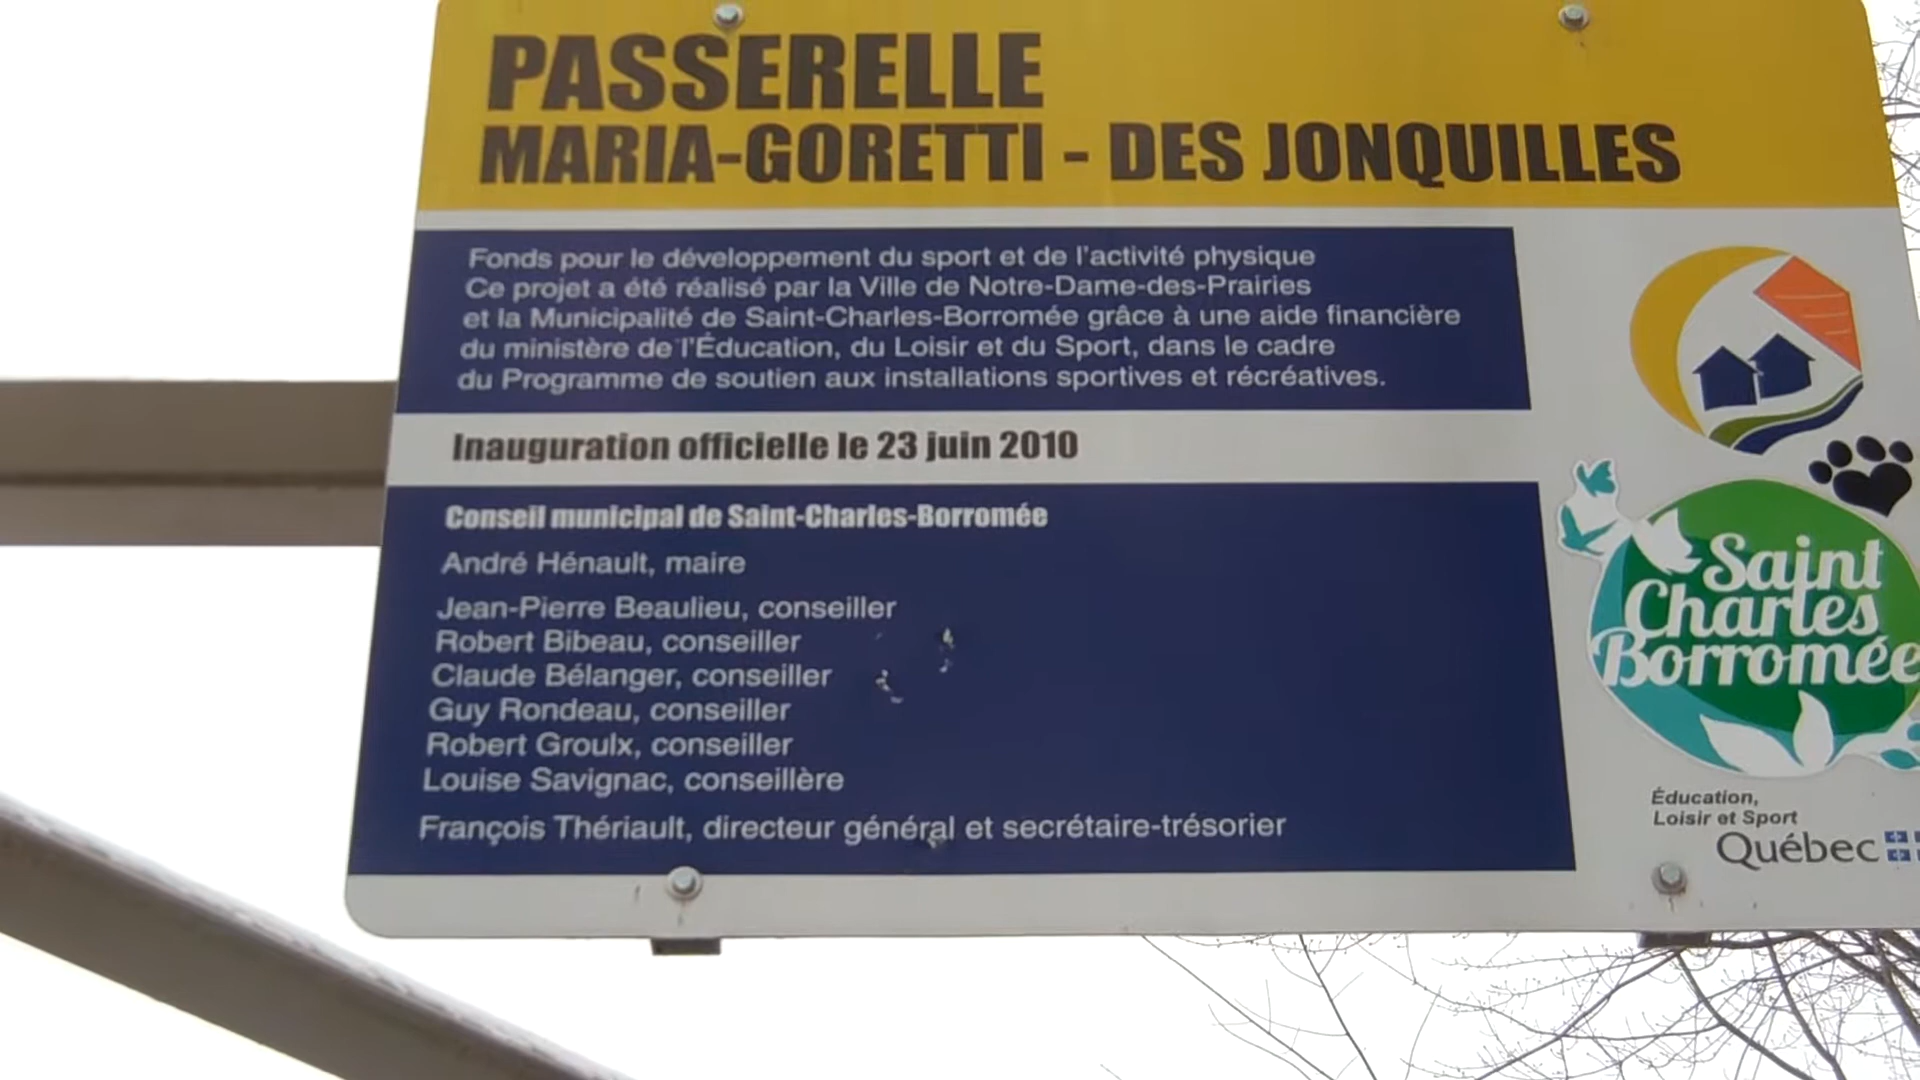 PASSERELLE
MARIA-GORETTI - DES JONQUILLES
Fonds pour le développement du sport et de l'activité physique
Ce projet a été réalisé par la Ville de Notre-Dame-des-Prairies
et la Municipalité de Saint-Charles-Borromée grâce à une aide financière
du ministère de l'Éducation, du Loisir et du Sport, dans le cadre
du Programme de soutien aux installations sportives et récréatives.
Inauguration officielle le 23 juin 2010
Conseil municipal de Saint-Charles-Borromée
André Hénault, maire
Jean-Pierre Beaulieu, conseiller
Robert Bibeau, conseiller
Claude Bélanger, conseiller
Guy Rondeau, conseiller
Robert Groulx, conseiller
Louise Savignac, conseillère
François Thériault, directeur général et secrétaire-trésorier
Saint
Charles
Borromée
Éducation,
Loisir et Sport
Québec